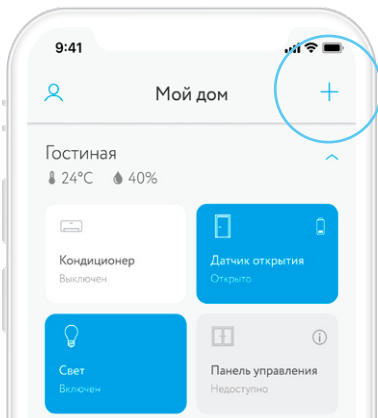 9:41
Мой дом
Гостиная
24°C 40%
Кондиционер
Выключен
Датчик открытия
Открыто
Свет
Включен
Панель управления
Недоступно